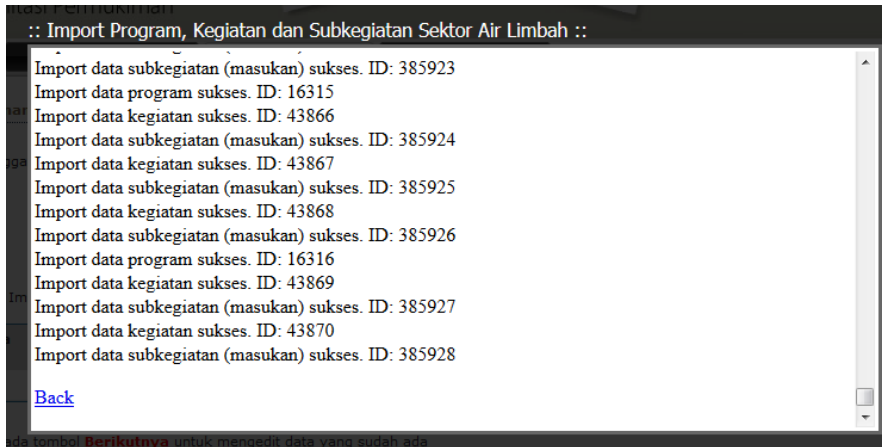 :: Import Program, Kegiatan dan Subkegiatan Sektor Air Limbah ::
Import data subkegiatan (masukan) sukses. ID: 385923
Import data program sukses. ID: 16315
Import data kegiatan sukses. ID: 43866
Import data subkegiatan (masukan) sukses. ID: 385924
Import data kegiatan sukses. ID: 43867
Import data subkegiatan (masukan) sukses. ID: 385925
Import data kegiatan sukses. ID: 43868
Import data subkegiatan (masukan) sukses. ID: 385926
Import data program sukses. ID: 16316
Import data kegiatan sukses. ID: 43869
Import data subkegiatan (masukan) sukses. ID: 385927
Import data kegiatan sukses. ID: 43870
Import data subkegiatan (masukan) sukses. ID: 385928
Back
tombol Berikutnya untuk mengedit data yang sudah ada